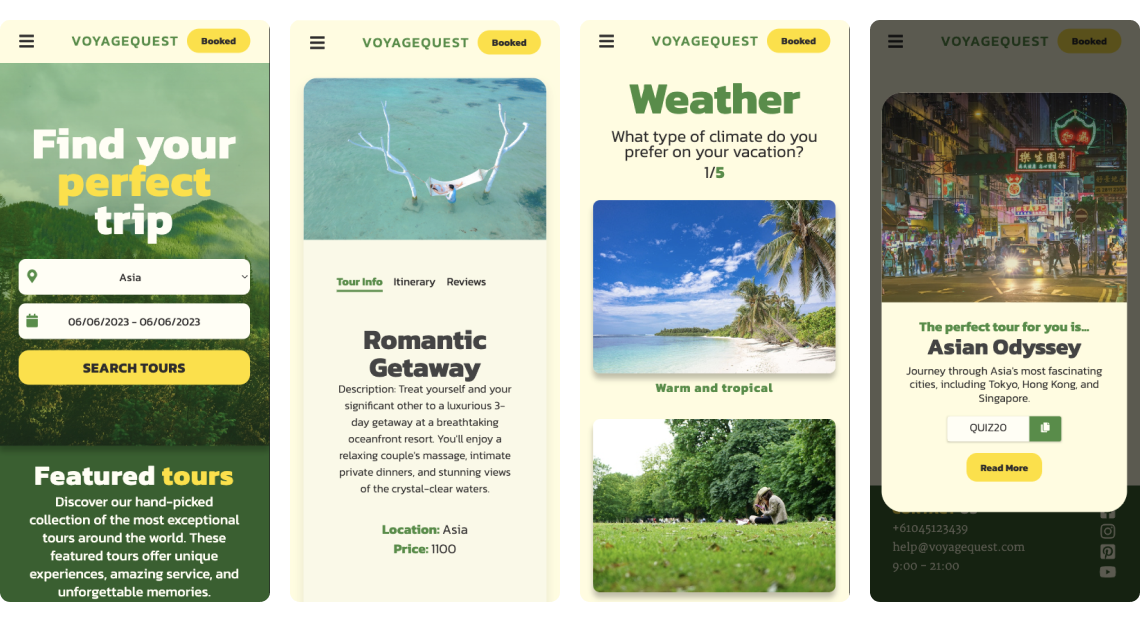 VOYAGEQUEST
Booked
Find your
perfect
trip
Asia
06/06/2023 - 06/06/2023
SEARCH TOURS
Featured tours
Discover our hand-picked
collection of the most exceptional
tours around the world. These
featured tours offer unique
experiences, amazing service, and
unforgettable memories.
VOYAGEQUEST
Booked
Tour Info
Itinerary
Reviews
Romantic
Getaway
Description: Treat yourself and your
significant other to a luxurious 3-
day getaway at a breathtaking
oceanfront resort. You'll enjoy a
relaxing couple's massage, intimate
private dinners, and stunning views
of the crystal-clear waters.
Location: Asia
Price: 1100
VOYAGEQUEST
Booked
Weather
What type of climate do you
prefer on your vacation?
1/5
Warm and tropical
VOYAGEQUEST
Booked
The perfect tour for you is...
Asian Odyssey
Journey through Asia's most fascinating
cities, including Tokyo, Hong Kong, and
Singapore.
QUIZ20
Read More
+61045123439
help@voyagequest.com
9:00 - 21:00